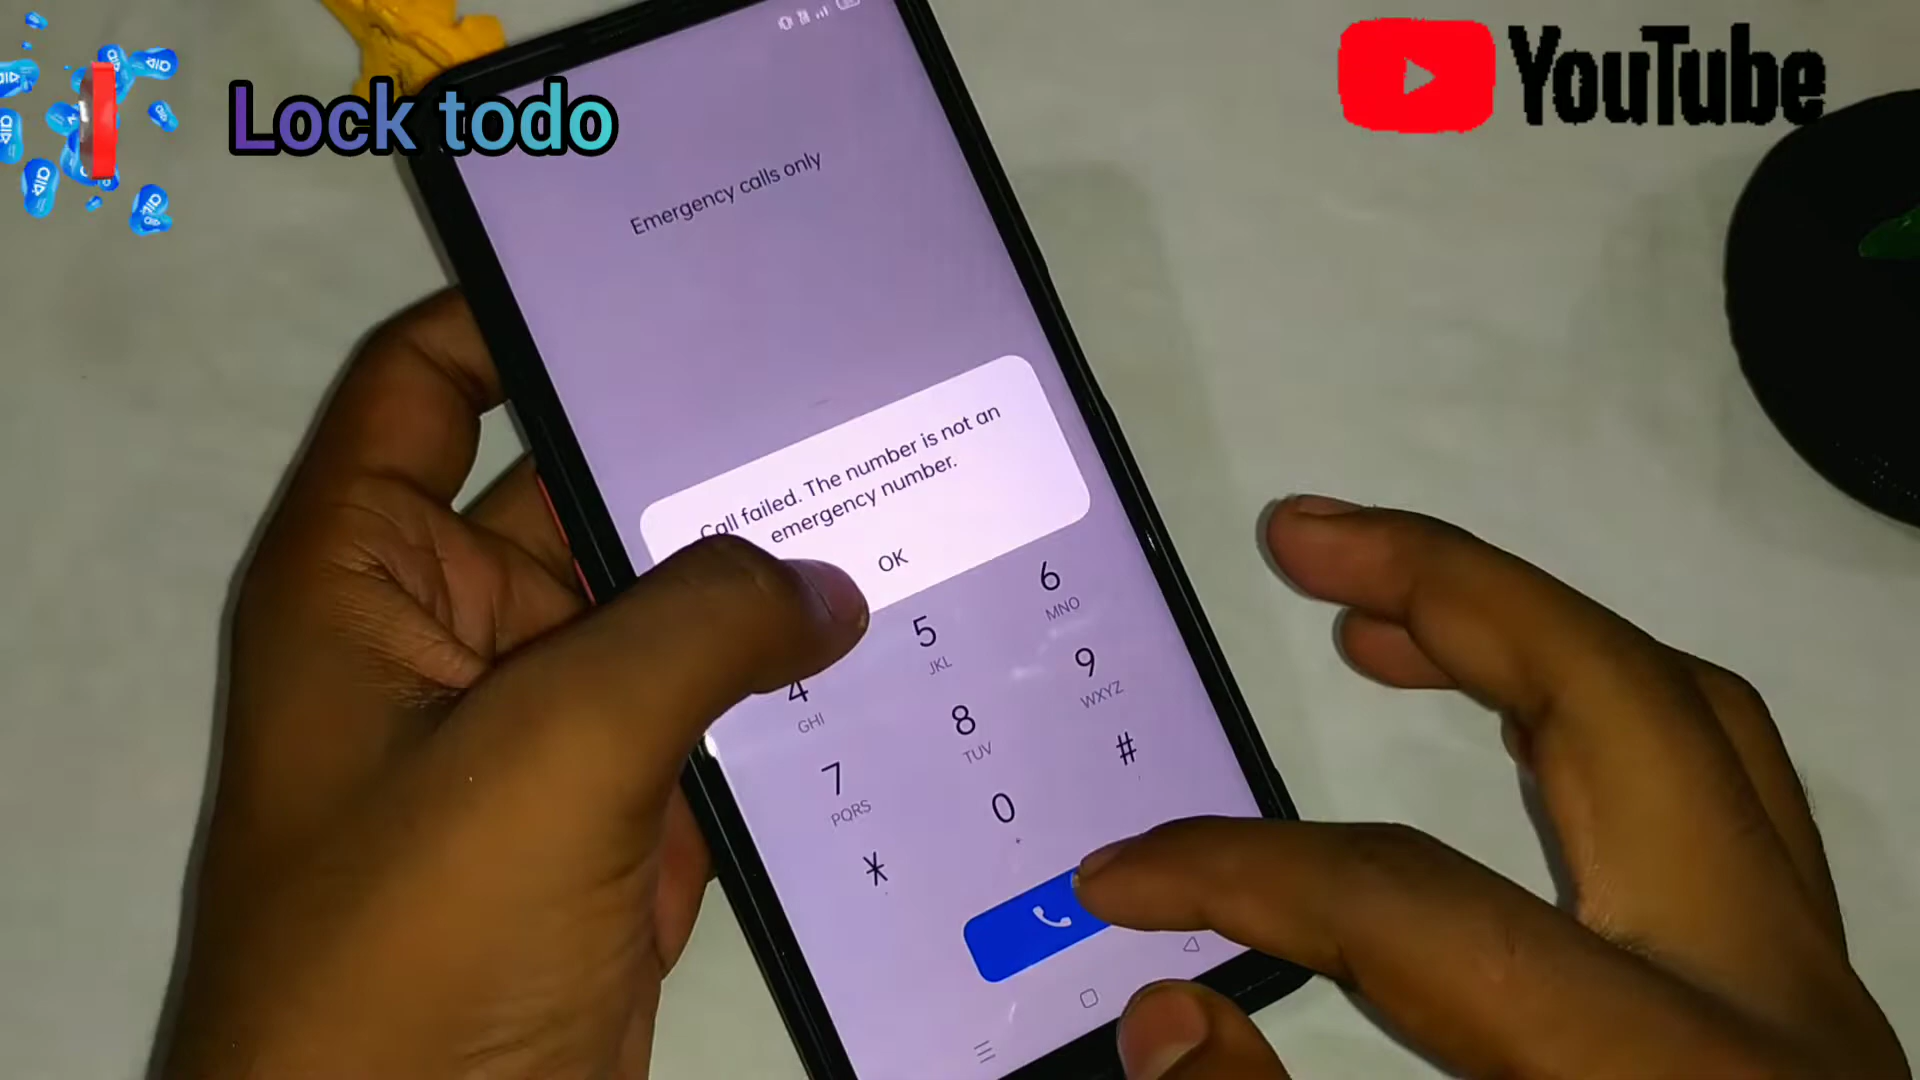 Lock todo
YouTube
Emergency calls only
Call failed. The number is not an
emergency number.
OK
4
GHI
5
JKL
6
MNO
7
PQRS
8
TUV
9
WXYZ
*
0
+
#